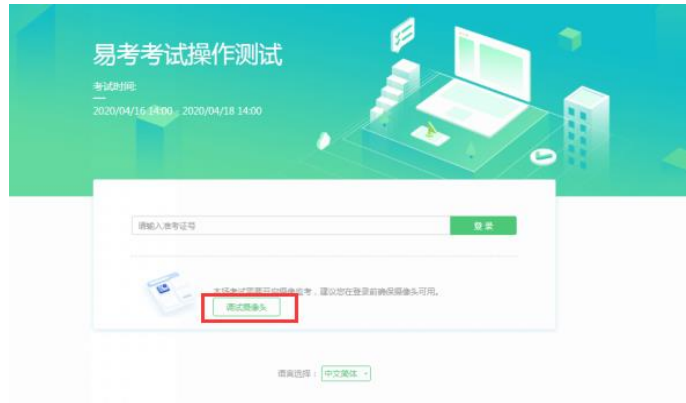 易考考试操作测试
考试时间:
2020/04/16 14:00 - 2020/04/18 14:00
请输入准考证号
登 录
本场考试需要开启摄像监考，建议您在登录前确保摄像头可用。
调试摄像头
语言选择：
中文简体